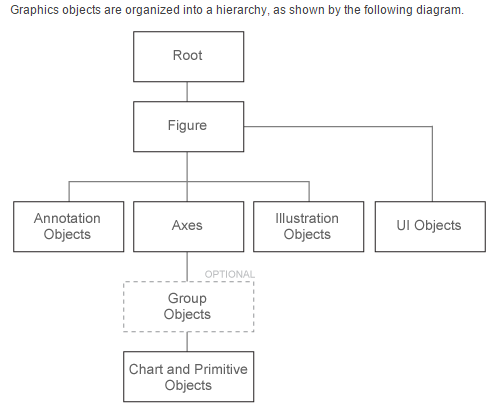 Graphics objects are organized into a hierarchy, as shown by the following diagram.
Root
Figure
Annotation
Objects
Axes
Illustration
Objects
UI Objects
OPTIONAL
Group
Objects
Chart and Primitive
Objects